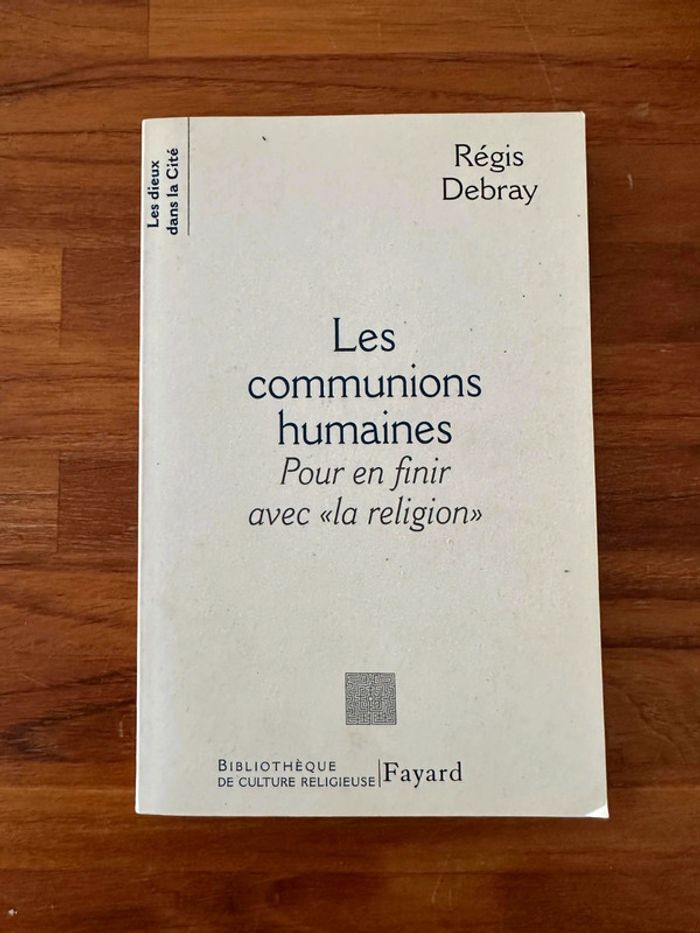 Les dieux
dans la Cité
Régis
Debray
Les
communions
humaines
Pour en finir
avec «la religion»
BIBLIOTHÈQUE
DE CULTURE RELIGIEUSE
Fayard